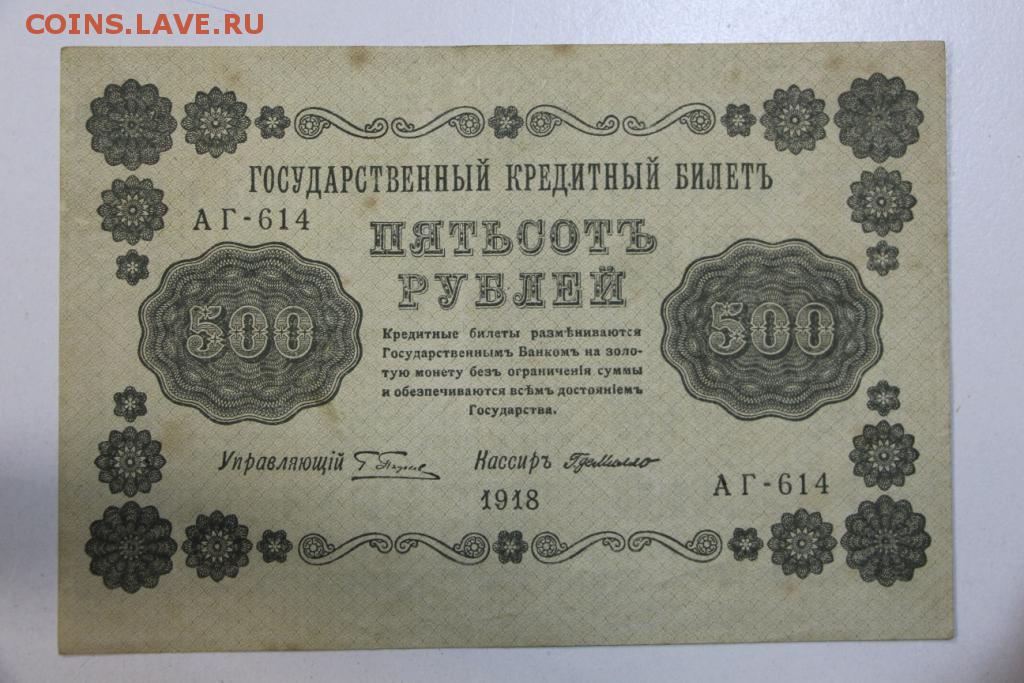 COINS.LAVE.RU
ГОСУДАРСТВЕННЫЙ КРЕДИТНЫЙ БИЛЕТЪ
АГ-614
ПЯТЬСОТЪ
РУБЛЕЙ
500
500
Кредитные билеты размѣниваются
Государственнымъ Банкомъ на золо-
тую монету безъ ограниченія суммы
и обезпечиваются всѣмъ достояніемъ
Государства.
Управляющій
Кассиръ
1918
АГ-614